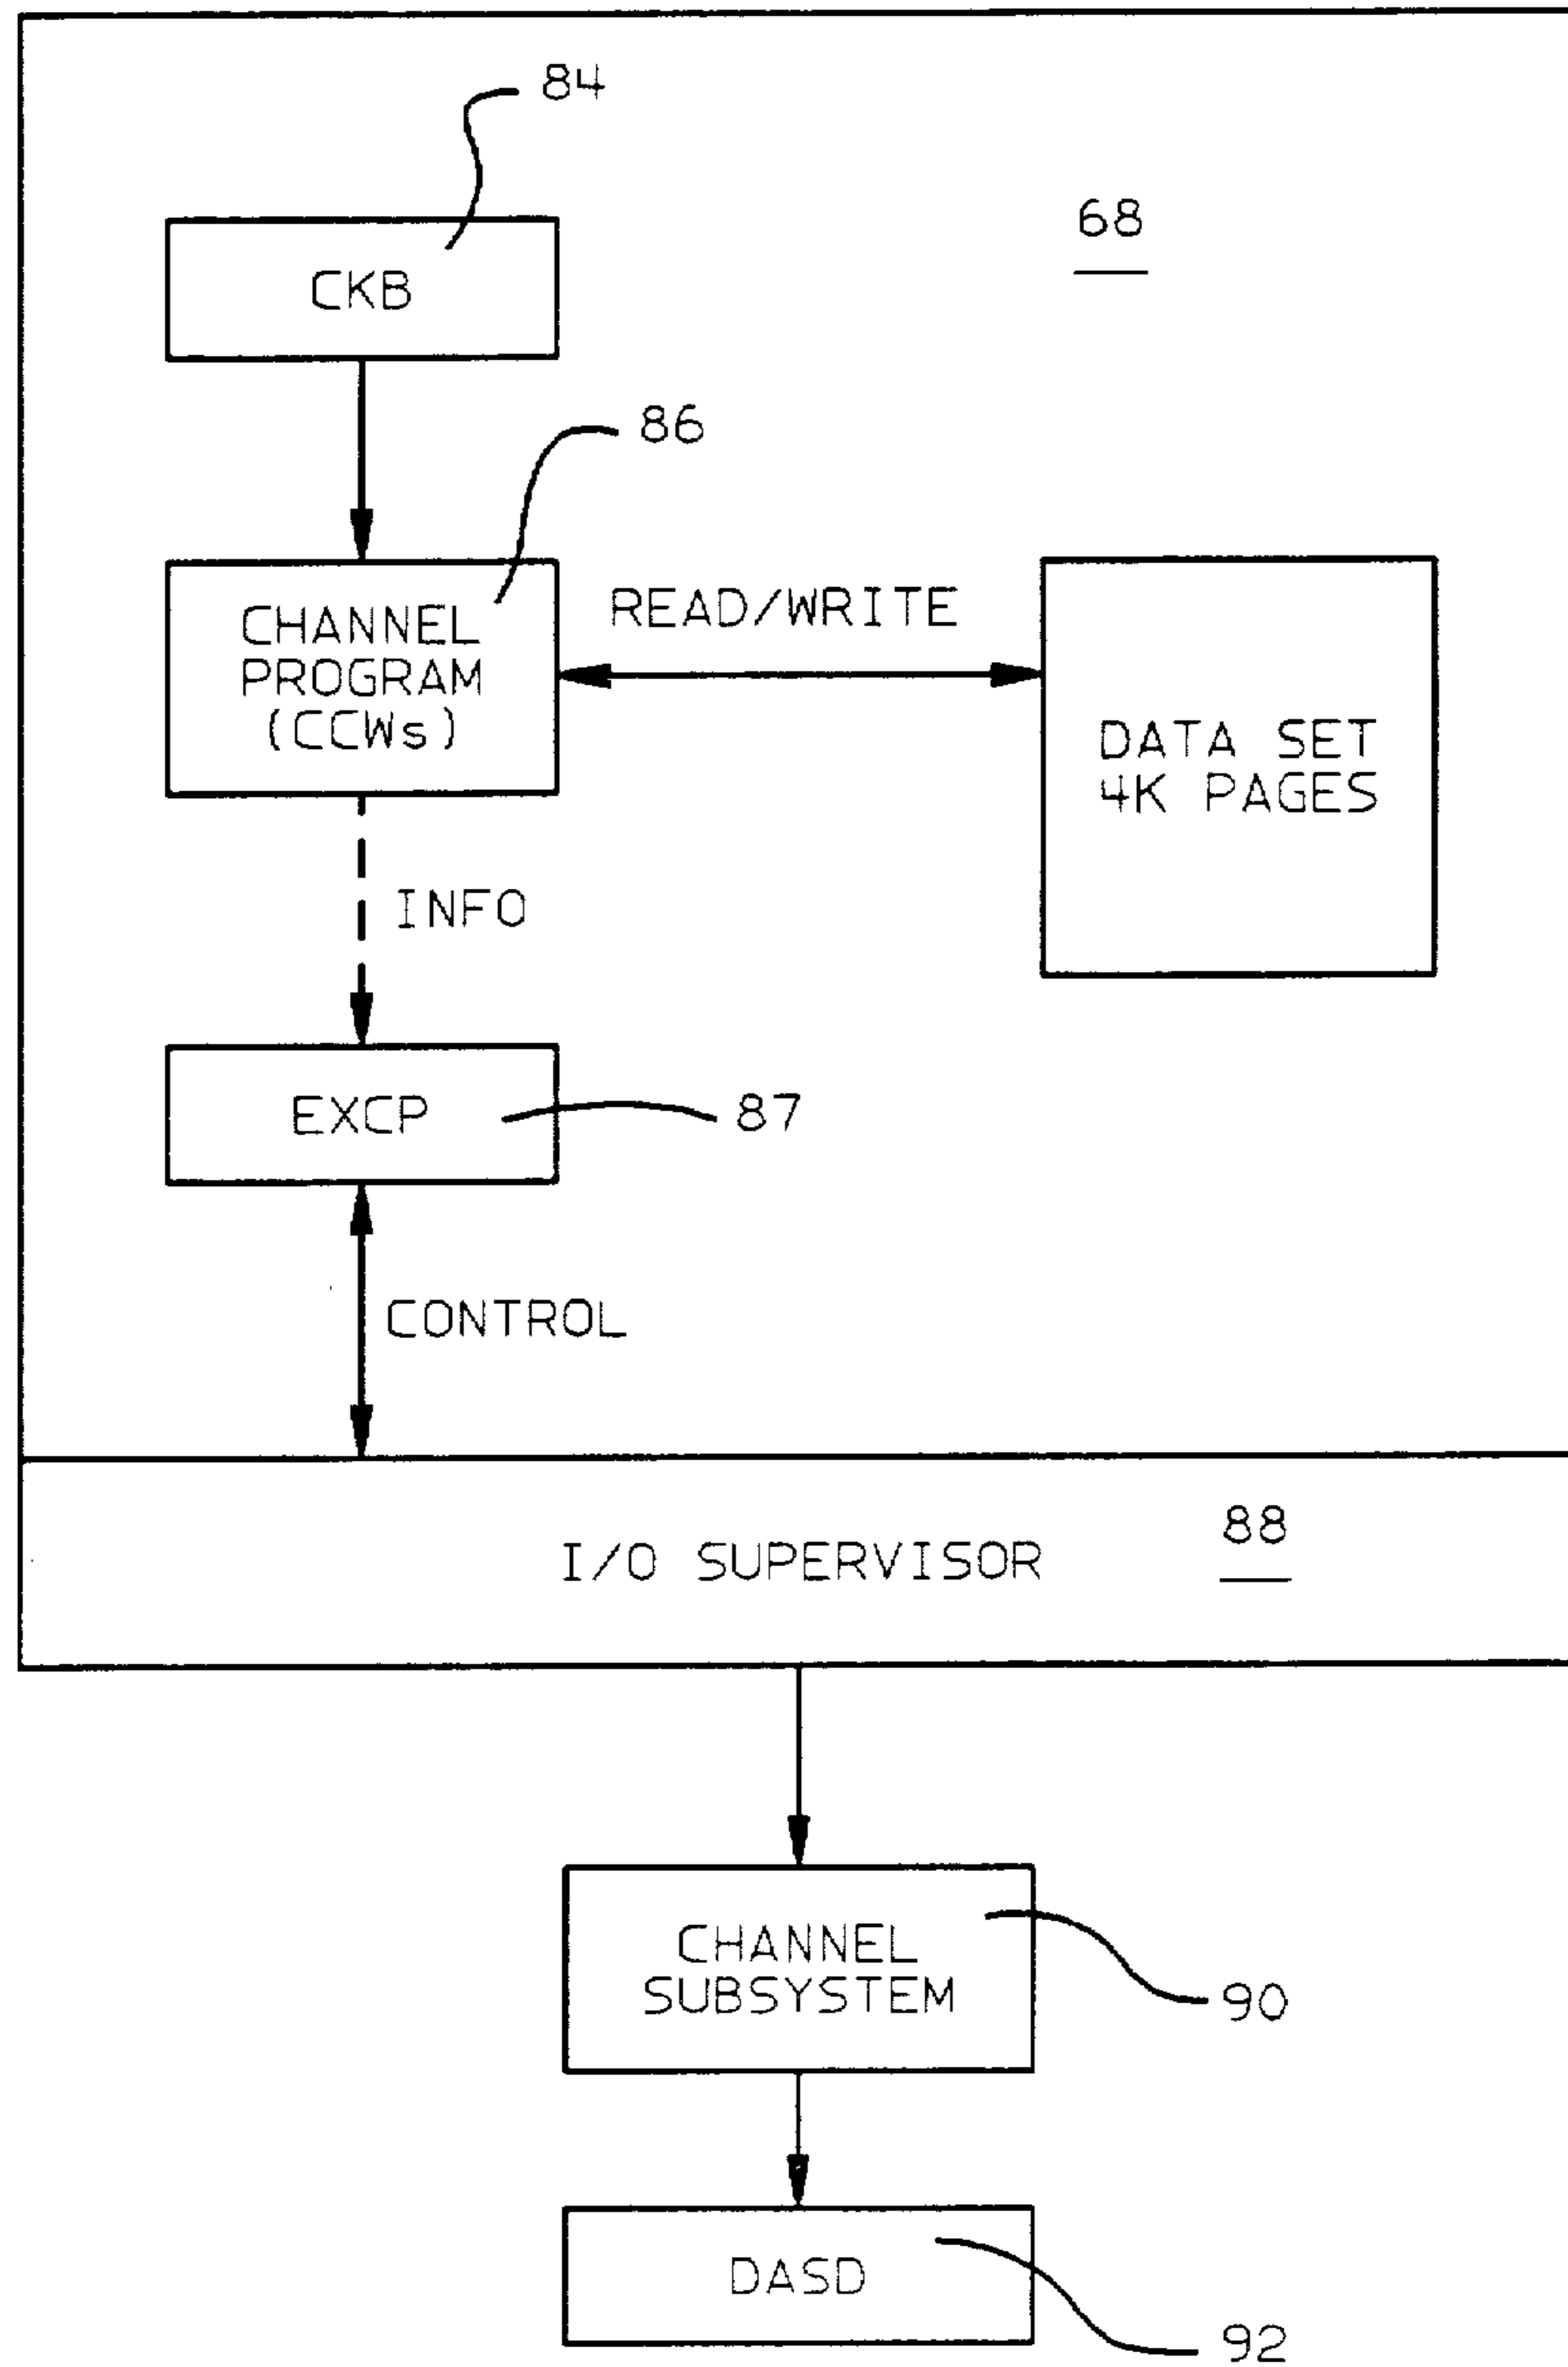 84
68
CKB
86
READ/WRITE
CHANNEL
PROGRAM
(CCWs)
DATA SET
4K PAGES
INFO
EXCP
87
CONTROL
88
I/O SUPERVISOR
CHANNEL
SUBSYSTEM
90
DASD
92